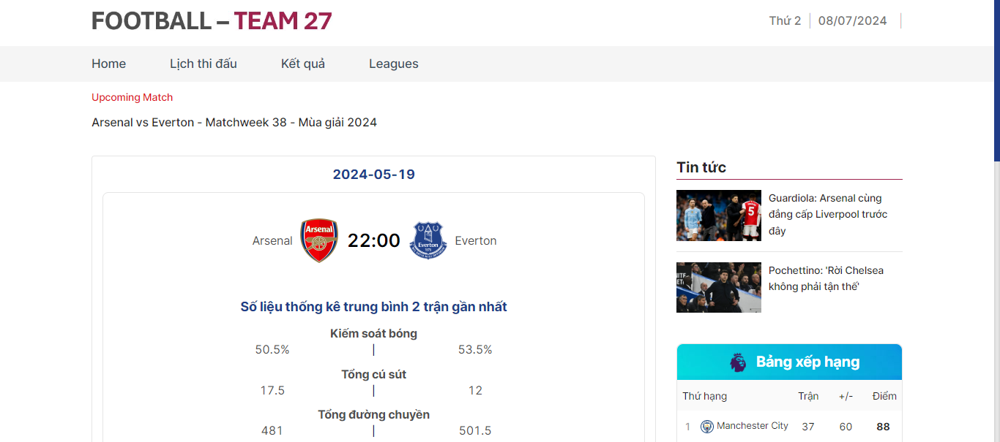 FOOTBALL – TEAM 27
Thứ 2
08/07/2024
Home
Lịch thi đấu
Kết quả
Leagues
Upcoming Match
Arsenal vs Everton - Matchweek 38 - Mùa giải 2024
2024-05-19
Arsenal
Arsenal
22:00
Everton
Everton
Số liệu thống kê trung bình 2 trận gần nhất
Kiếm soát bóng
50.5%
53.5%
Tổng cú sút
17.5
12
Tổng đường chuyền
481
501.5
Tin tức
Guardiola: Arsenal cùng
đẳng cấp Liverpool trước
đây
Pochettino: 'Rời Chelsea
không phải tận thế'
Bảng xếp hạng
Thứ hạng
Trận
+/-
Điểm
1
Manchester City
37
60
88